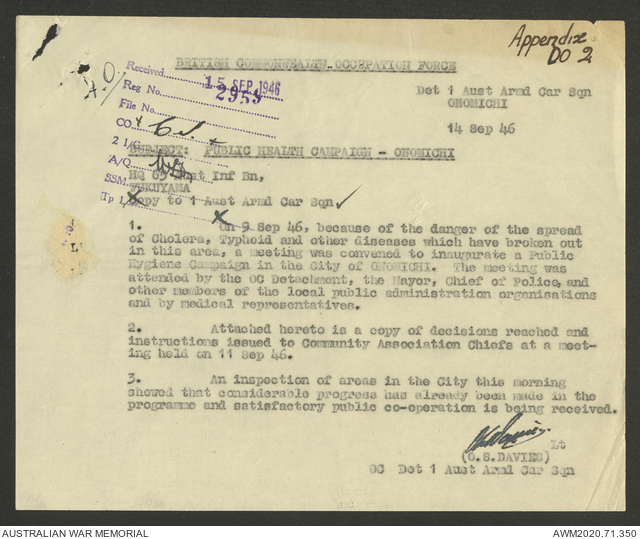 Appendix
DO 2
BRITISH COMMONWEALTH OCCUPATION FORCE
Received 15 SEP 1946
Reg No. 2959
File No.
CO
2 I/C
A/Q
SSM
Tp L
Det 1 Aust Armd Car Sqn
ONOMICHI
14 Sep 46
SUBJECT: PUBLIC HEALTH CAMPAIGN - ONOMICHI
HQ 65 Aust Inf Bn,
FUKUYAMA
Copy to 1 Aust Armd Car Sqn ✓
1. On 9 Sep 46, because of the danger of the spread
of Cholera, Typhoid and other diseases which have broken out
in this area, a meeting was convened to inaugurate a Public
Hygiene Campaign in the City of ONOMICHI. The meeting was
attended by the OC Detachment, the Mayor, Chief of Police, and
other members of the local public administration organisations
and by medical representatives.
2. Attached hereto is a copy of decisions reached and
instructions issued to Community Association Chiefs at a meet-
ing held on 11 Sep 46.
3. An inspection of areas in the City this morning
showed that considerable progress has already been made in the
programme and satisfactory public co-operation is being received.
Lt
(O.S.DAVIES)
OC Det 1 Aust Armd Car Sqn
AUSTRALIAN WAR MEMORIAL
AWM2020.71.350